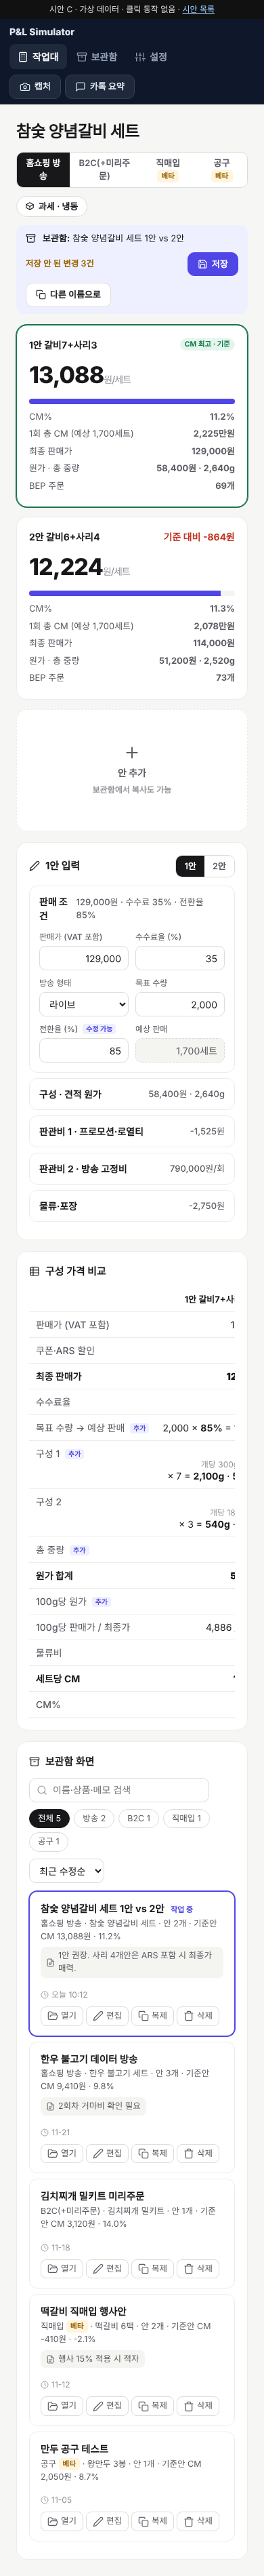 시안 C · 가상 데이터 · 클릭 동작 없음 · 시안 목록
P&L Simulator
작업대 보관함 설정
캡처 카톡 요약
참숯 양념갈비 세트
홈쇼핑 방송
B2C(+미리주문)
직매입 베타
공구 베타
과세 · 냉동
보관함: 참숯 양념갈비 세트 1안 vs 2안
저장 안 된 변경 3건
저장
다른 이름으로
1안 갈비7+사리3 CM 최고 · 기준
13,088원/세트
CM% 11.2%
1회 총 CM (예상 1,700세트) 2,225만원
최종 판매가 129,000원
원가 · 총 중량 58,400원 · 2,640g
BEP 주문 69개
2안 갈비6+사리4 기준 대비 -864원
12,224원/세트
CM% 11.3%
1회 총 CM (예상 1,700세트) 2,078만원
최종 판매가 114,000원
원가 · 총 중량 51,200원 · 2,520g
BEP 주문 73개
안 추가
보관함에서 복사도 가능
1안 입력 1안 2안
판매 조건 129,000원 · 수수료 35% · 전환율 85%
판매가 (VAT 포함) 수수료율 (%)
129,000 35
방송 형태 목표 수량
라이브 2,000
전환율 (%) 수정 가능 예상 판매
85 1,700세트
구성 · 견적 원가 58,400원 · 2,640g
판관비 1 · 프로모션·로열티 -1,525원
판관비 2 · 방송 고정비 790,000원/회
물류·포장 -2,750원
구성 가격 비교
1안 갈비7+사
판매가 (VAT 포함) 1
쿠폰·ARS 할인
최종 판매가 12
수수료율
목표 수량 → 예상 판매 추가 2,000 × 85% =
구성 1 추가 개당 300g
× 7 = 2,100g ·
구성 2 개당 18
× 3 = 540g ·
총 중량 추가
원가 합계 5
100g당 원가 추가
100g당 판매가 / 최종가 4,886
물류비
세트당 CM
CM%
보관함 화면
이름·상품·메모 검색
전체 5 방송 2 B2C 1 직매입 1
공구 1
최근 수정순
참숯 양념갈비 세트 1안 vs 2안 작업 중
홈쇼핑 방송 · 참숯 양념갈비 세트 · 안 2개 · 기준안
CM 13,088원 · 11.2%
1안 권장. 사리 4개안은 ARS 포함 시 최종가
매력.
오늘 10:12
열기 편집 복제 삭제
한우 불고기 데이터 방송
홈쇼핑 방송 · 한우 불고기 세트 · 안 3개 · 기준안
CM 9,410원 · 9.8%
2회차 거마비 확인 필요
11-21
열기 편집 복제 삭제
김치찌개 밀키트 미리주문
B2C(+미리주문) · 김치찌개 밀키트 · 안 1개 · 기준
안 CM 3,120원 · 14.0%
11-18
열기 편집 복제 삭제
떡갈비 직매입 행사안
직매입 베타 · 떡갈비 6팩 · 안 2개 · 기준안 CM
-410원 · -2.1%
행사 15% 적용 시 적자
11-12
열기 편집 복제 삭제
만두 공구 테스트
공구 베타 · 왕만두 3봉 · 안 1개 · 기준안 CM
2,050원 · 8.7%
11-05
열기 편집 복제 삭제